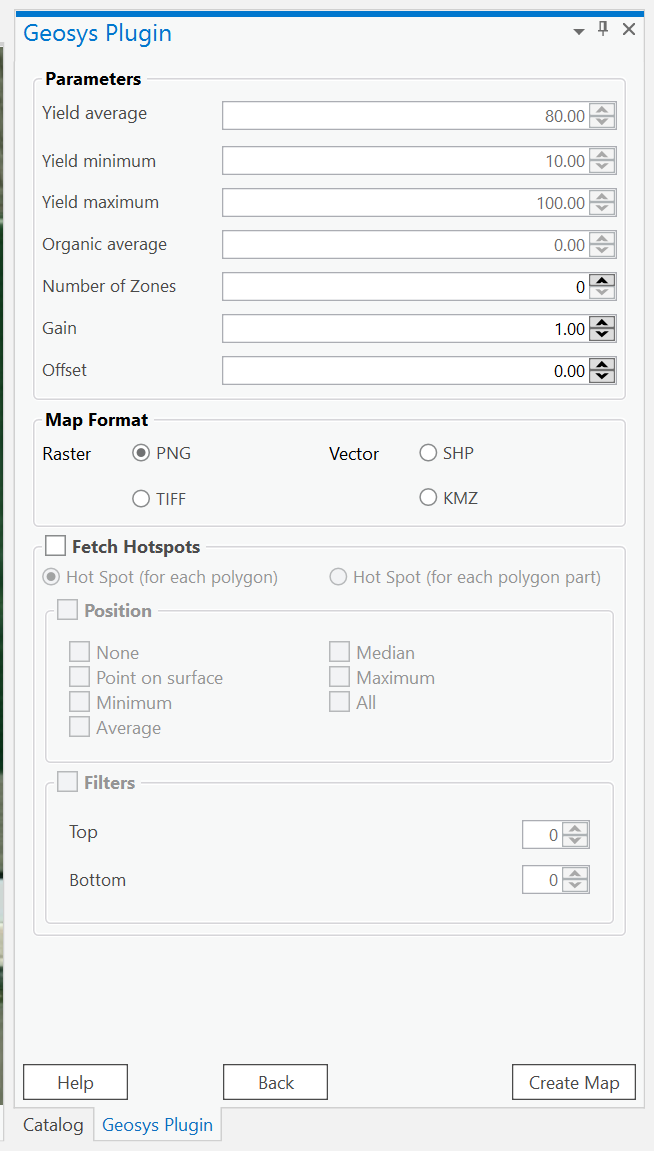 Geosys Plugin
Parameters
Yield average 80.00
Yield minimum 10.00
Yield maximum 100.00
Organic average 0.00
Number of Zones 0
Gain 1.00
Offset 0.00
Map Format
Raster PNG Vector SHP
TIFF KMZ
Fetch Hotspots
Hot Spot (for each polygon) Hot Spot (for each polygon part)
Position
None Median
Point on surface Maximum
Minimum All
Average
Filters
Top 0
Bottom 0
Help Back Create Map
Catalog Geosys Plugin